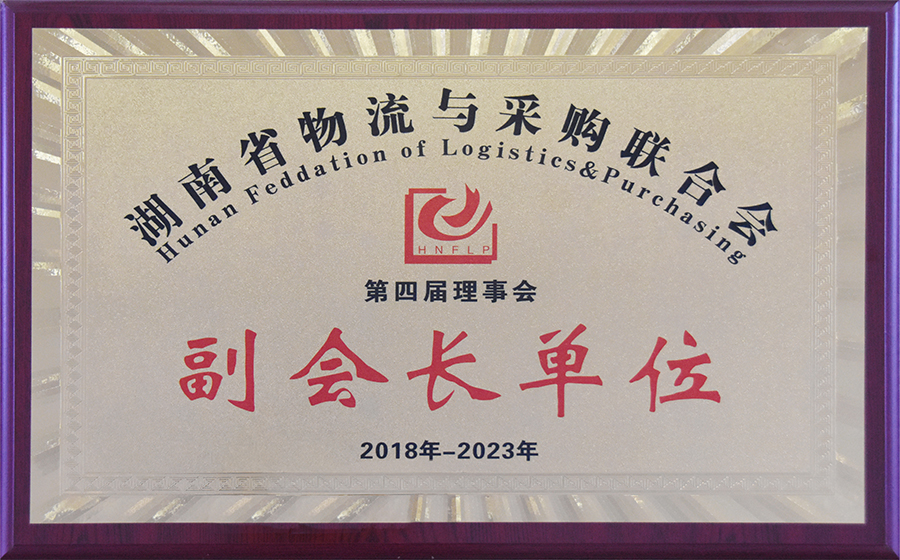 湖南省物流与采购联合会
Hunan Feddation of Logistics&Purchasing
HNFLP
第四届理事会
副会长单位
2018年-2023年